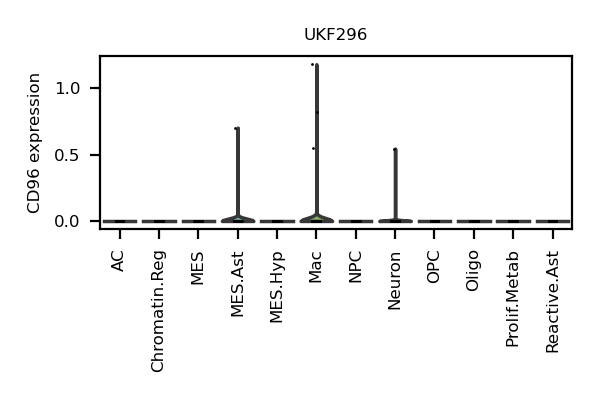 UKF296
CD96 expression
1.0
0.5
0.0
AC
Chromatin.Reg
MES
MES.Ast
MES.Hyp
Mac
NPC
Neuron
OPC
Oligo
Prolif.Metab
Reactive.Ast